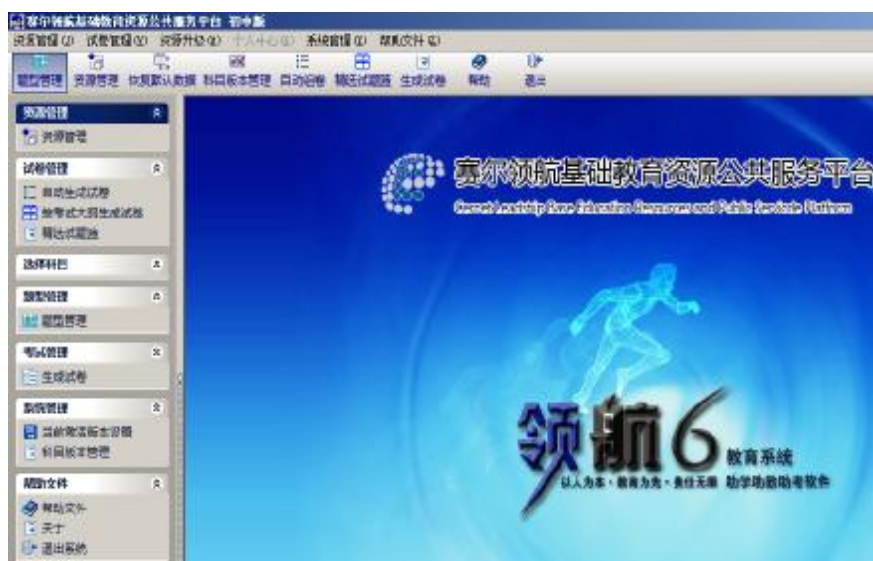 赛尔领航基础教育资源公共服务平台 初中版
资源管理 试卷管理 资源升级 个人中心 系统管理 帮助文件
题型管理 资源管理 恢复默认数据 科目版本管理 自动组卷 精选试题篮 生成试卷 帮助 退出
资源管理
资源管理
试卷管理
自动生成试卷
按考试大纲生成试卷
选择科目
题型管理
题型管理
考试管理
生成试卷
系统管理
当前激活版本设置
科目版本管理
帮助文件
帮助文件
关于
退出系统
赛尔领航基础教育资源公共服务平台
领航6 教育系统
以人为本·教育为先·责任无限 助学助教助考软件